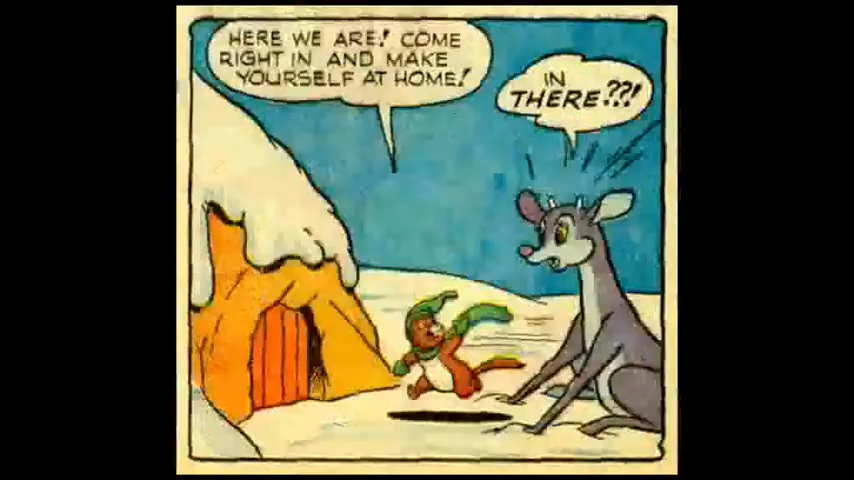 HERE WE ARE! COME
RIGHT IN AND MAKE
YOURSELF AT HOME!
IN
THERE??!